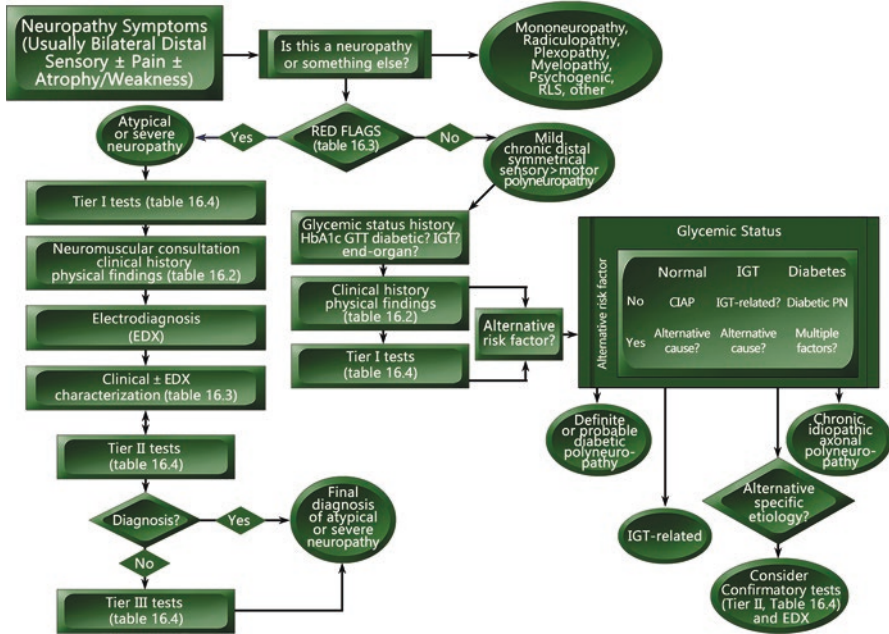 Neuropathy Symptoms
(Usually Bilateral Distal
Sensory ± Pain ±
Atrophy/Weakness)
Is this a neuropathy
or something else?
Mononeuropathy,
Radiculopathy,
Plexopathy,
Myelopathy,
Psychogenic,
RLS, other
Atypical
or severe
neuropathy
Yes
RED FLAGS
(table 16.3)
No
Mild
chronic distal
symmetrical
sensory>motor
polyneuropathy
Tier I tests (table 16.4)
Neuromuscular consultation
clinical history
physical findings (table 16.2)
Electrodiagnosis
(EDX)
Clinical ± EDX
characterization (table 16.3)
Tier II tests
(table 16.4)
Diagnosis?
Yes
Final
diagnosis
of atypical
or severe
neuropathy
No
Tier III tests
(table 16.4)
Glycemic status history
HbA1c GTT diabetic? IGT?
end-organ?
Clinical history
physical findings
(table 16.2)
Tier I tests
(table 16.4)
Alternative
risk factor?
Glycemic Status
Alternative risk factor
Normal IGT Diabetes
No CIAP IGT-related? Diabetic PN
Yes Alternative cause? Alternative cause? Multiple factors?
Definite
or probable
diabetic
polyneuro-
pathy
IGT-related
Chronic
idiopathic
axonal
polyneuro-
pathy
Alternative
specific
etiology?
Consider
Confirmatory tests
(Tier II, Table 16.4)
and EDX